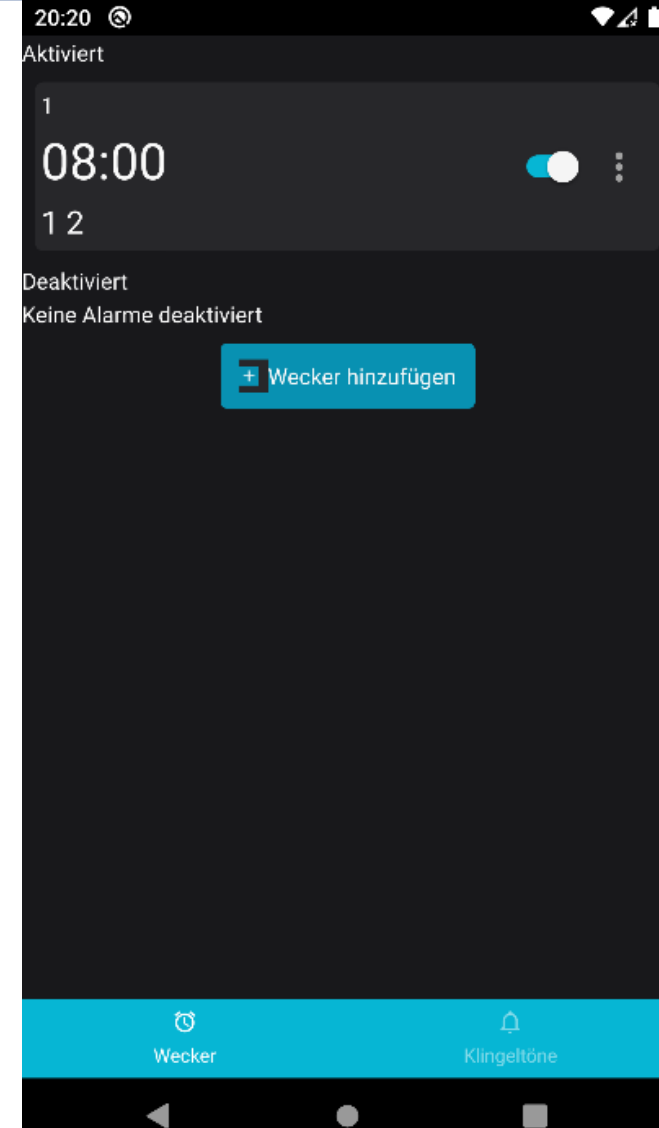 20:20
Aktiviert
1
08:00
1 2
Deaktiviert
Keine Alarme deaktiviert
+ Wecker hinzufügen
Wecker
Klingeltöne